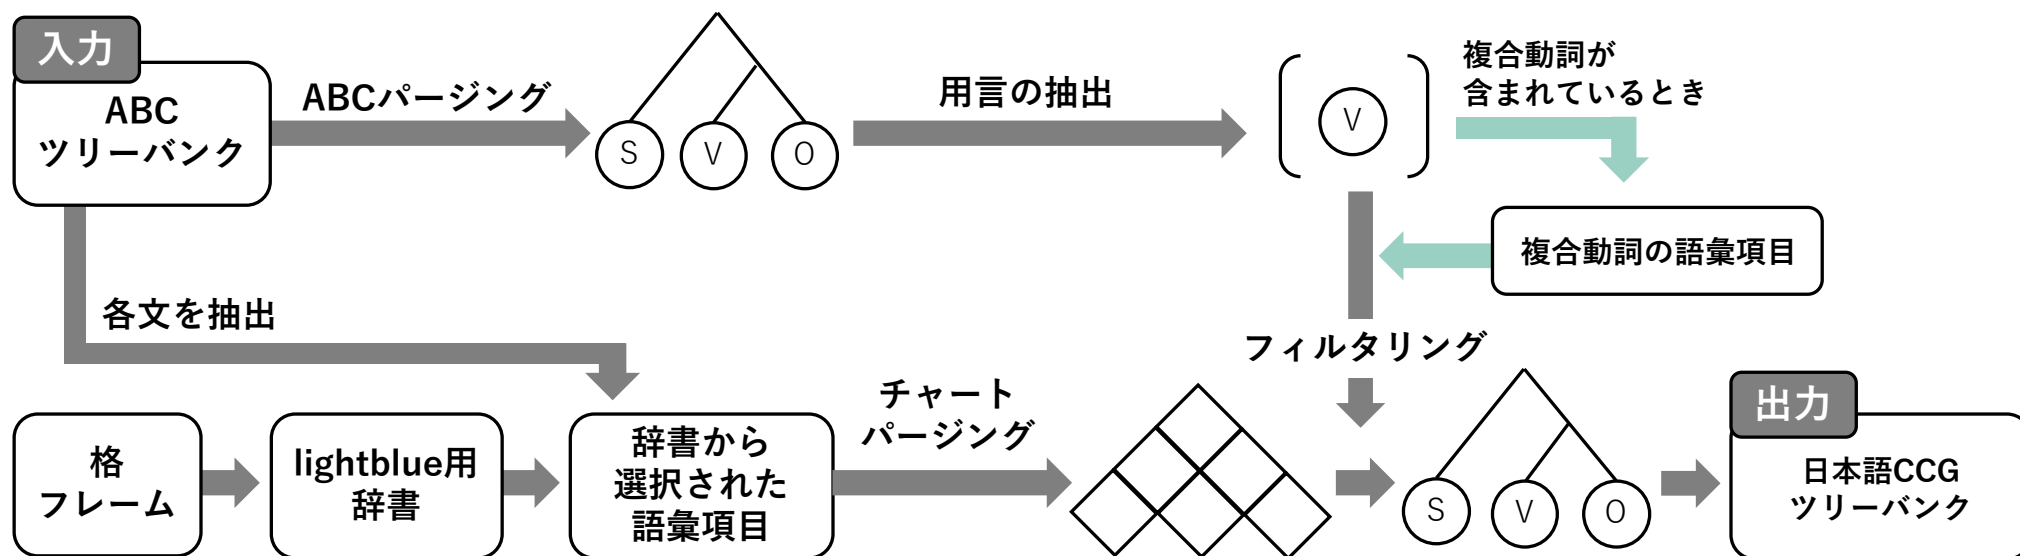 入力
ABC
ツリーバンク
ABCパージング
S
V
O
用言の抽出
V
複合動詞が
含まれているとき
複合動詞の語彙項目
各文を抽出
フィルタリング
格
フレーム
lightblue用
辞書
辞書から
選択された
語彙項目
チャート
パージング
S
V
O
出力
日本語CCG
ツリーバンク